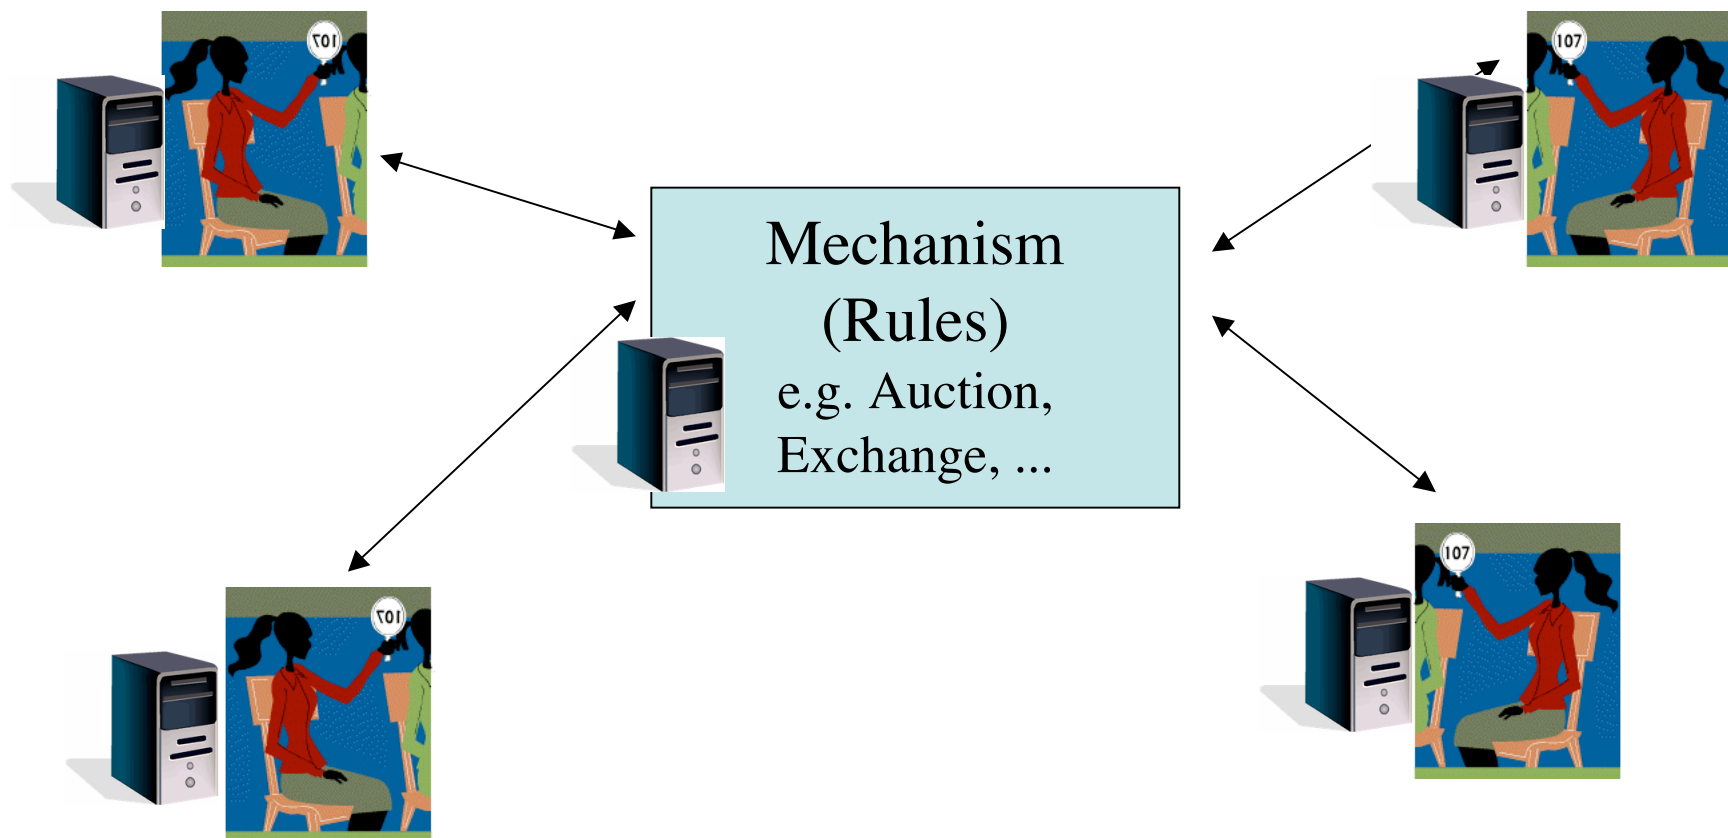 107
107
Mechanism
(Rules)
e.g. Auction,
Exchange, ...
107
107